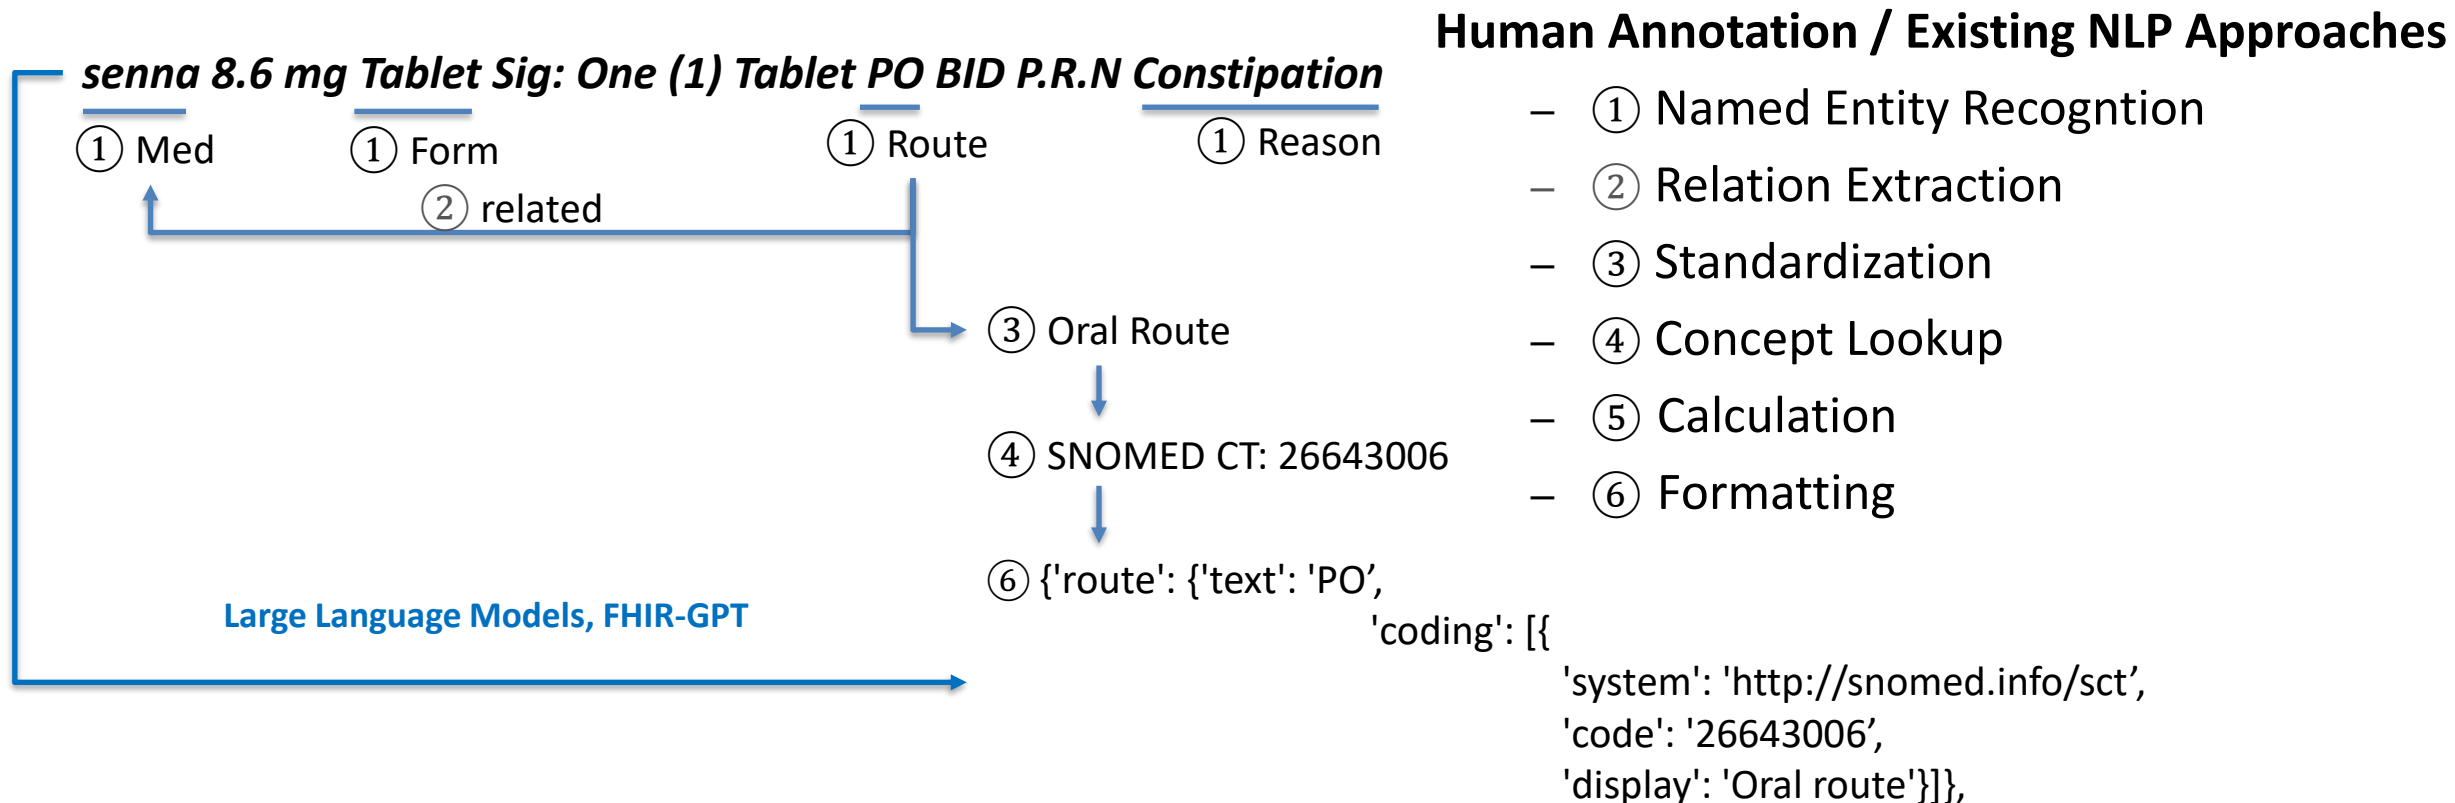 Human Annotation / Existing NLP Approaches
senna 8.6 mg Tablet Sig: One (1) Tablet PO BID P.R.N Constipation
① Med ① Form ① Route ① Reason
② related
③ Oral Route
④ SNOMED CT: 26643006
⑥ {'route': {'text': 'PO’,
'coding': [{
'system': 'http://snomed.info/sct’,
'code': '26643006’,
'display': 'Oral route'}]},
Large Language Models, FHIR-GPT
– ① Named Entity Recogntion
– ② Relation Extraction
– ③ Standardization
– ④ Concept Lookup
– ⑤ Calculation
– ⑥ Formatting